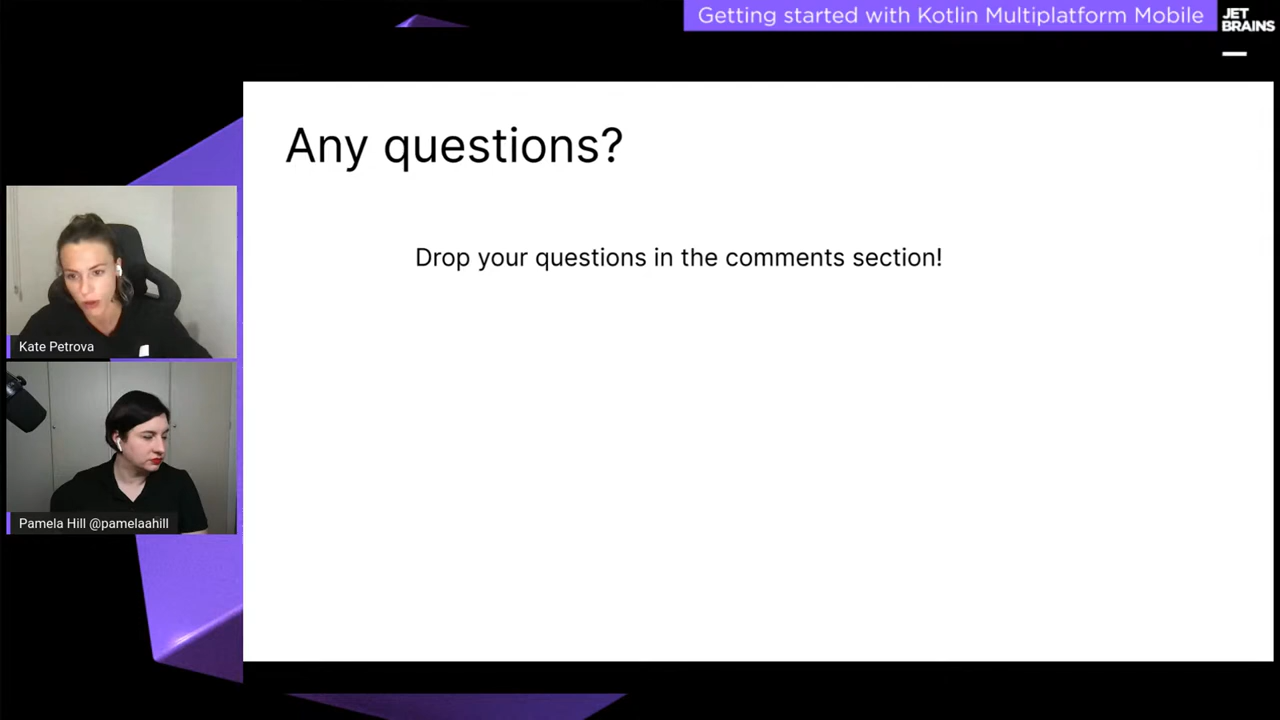 Getting started with Kotlin Multiplatform Mobile
JET
BRAINS
Any questions?
Drop your questions in the comments section!
Kate Petrova
Pamela Hill @pamelaahill